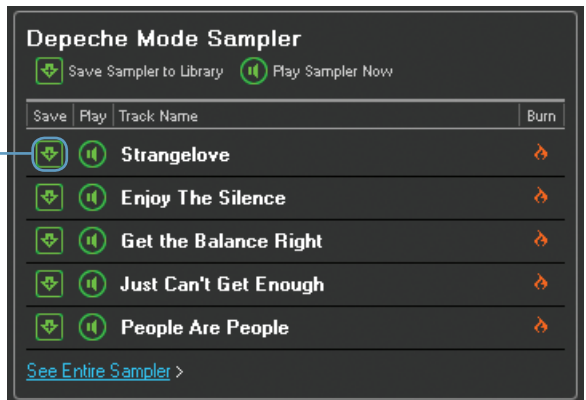 Depeche Mode Sampler
Save Sampler to Library Play Sampler Now
Save Play Track Name Burn
Strangelove
Enjoy The Silence
Get the Balance Right
Just Can't Get Enough
People Are People
See Entire Sampler >